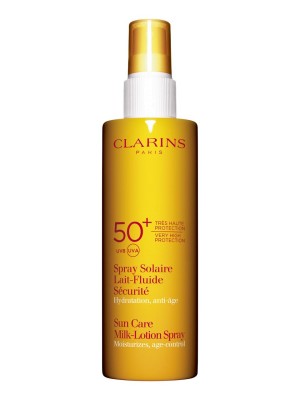 CLARINS
PARIS
50+
TRÈS HAUTE
PROTECTION
VERY HIGH
PROTECTION
UVB UVA
Spray Solaire
Lait-Fluide
Sécurité
Hydratation, anti-âge
Sun Care
Milk-Lotion Spray
Moisturizes, age-control